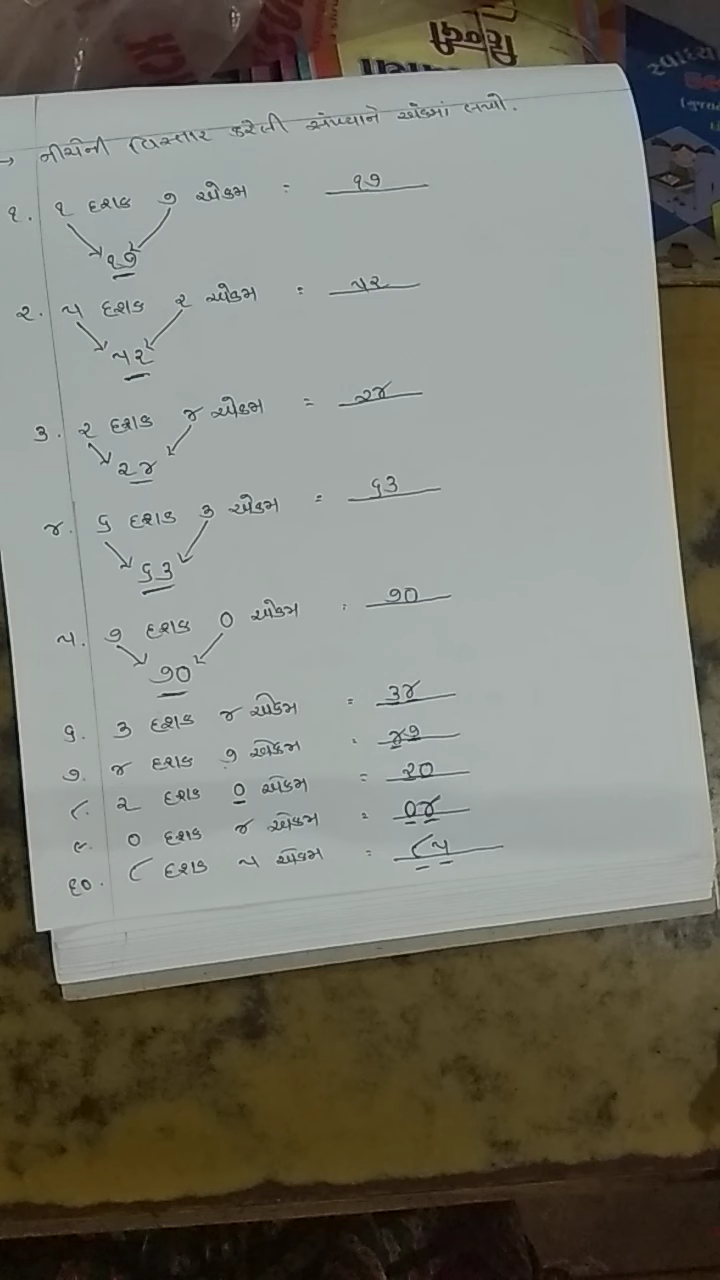 हिन्दी
સ્વાધ્યાય
→ નીચેની વિસ્તાર કરેલી સંખ્યાને એકમાં લખો.
૧. ૧ દશક ૭ એકમ = ૧૭
૧૭
૨. ૫ દશક ૨ એકમ = ૫૨
૫૨
૩. ૨ દશક ૪ એકમ = ૨૪
૨૪
૪. ૬ દશક ૩ એકમ = ૬૩
૬૩
૫. ૭ દશક ૦ એકમ = ૭૦
૭૦
૬. ૩ દશક ૪ એકમ = ૩૪
૭. ૪ દશક ૭ એકમ = ૪૭
૮. ૨ દશક ૦ એકમ = ૨૦
૯. ૦ દશક ૪ એકમ = ૦૪
૧૦. ૮ દશક ૫ એકમ = ૮૫